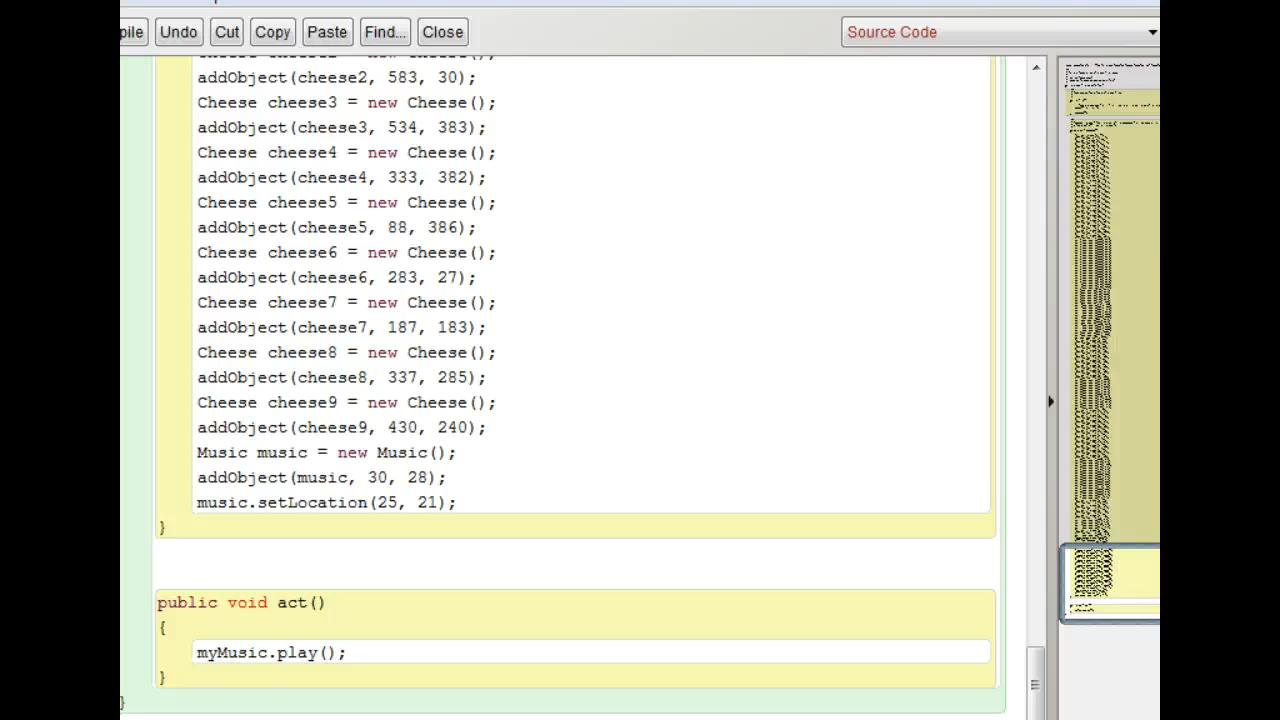 pile Undo Cut Copy Paste Find... Close Source Code
addObject(cheese2, 583, 30);
Cheese cheese3 = new Cheese();
addObject(cheese3, 534, 383);
Cheese cheese4 = new Cheese();
addObject(cheese4, 333, 382);
Cheese cheese5 = new Cheese();
addObject(cheese5, 88, 386);
Cheese cheese6 = new Cheese();
addObject(cheese6, 283, 27);
Cheese cheese7 = new Cheese();
addObject(cheese7, 187, 183);
Cheese cheese8 = new Cheese();
addObject(cheese8, 337, 285);
Cheese cheese9 = new Cheese();
addObject(cheese9, 430, 240);
Music music = new Music();
addObject(music, 30, 28);
music.setLocation(25, 21);
}
public void act()
{
myMusic.play();
}
}